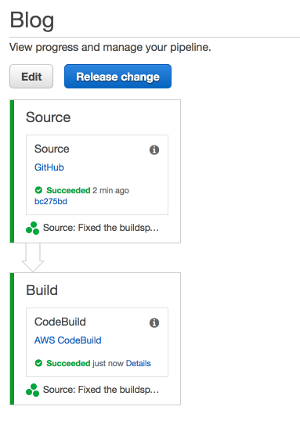 Blog
View progress and manage your pipeline.
Edit
Release change
Source
Source
GitHub
Succeeded 2 min ago
bc275bd
Source: Fixed the buildsp...
Build
CodeBuild
AWS CodeBuild
Succeeded just now Details
Source: Fixed the buildsp...